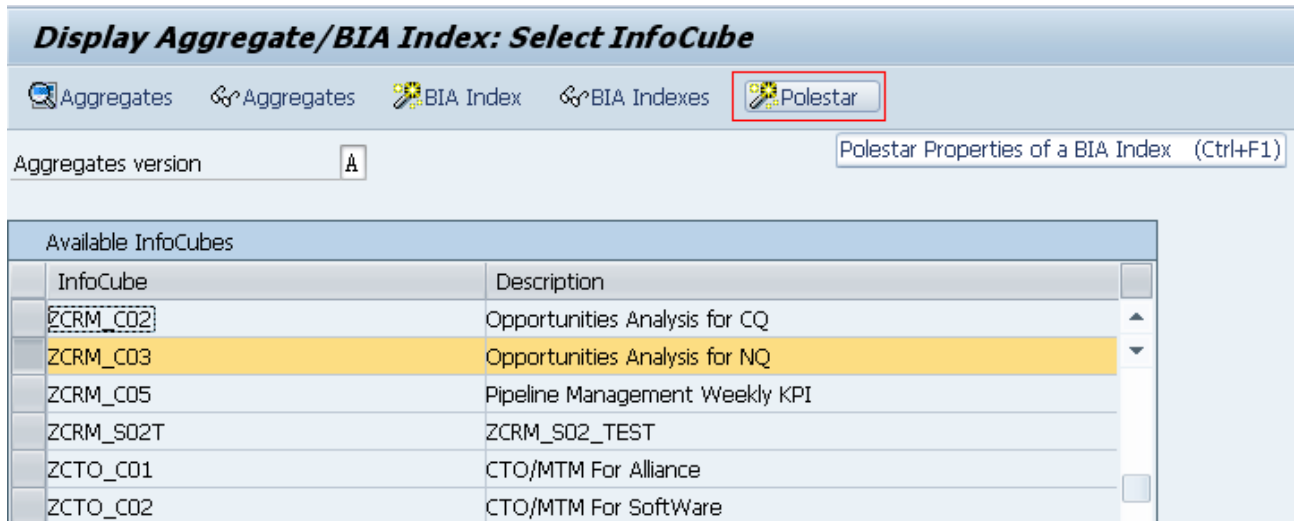 Display Aggregate/BIA Index: Select InfoCube
Aggregates Aggregates BIA Index BIA Indexes Polestar
Aggregates version A Polestar Properties of a BIA Index (Ctrl+F1)
Available InfoCubes
InfoCube Description
ZCRM_C02 Opportunities Analysis for CQ
ZCRM_C03 Opportunities Analysis for NQ
ZCRM_C05 Pipeline Management Weekly KPI
ZCRM_S02T ZCRM_S02_TEST
ZCTO_C01 CTO/MTM For Alliance
ZCTO_C02 CTO/MTM For SoftWare